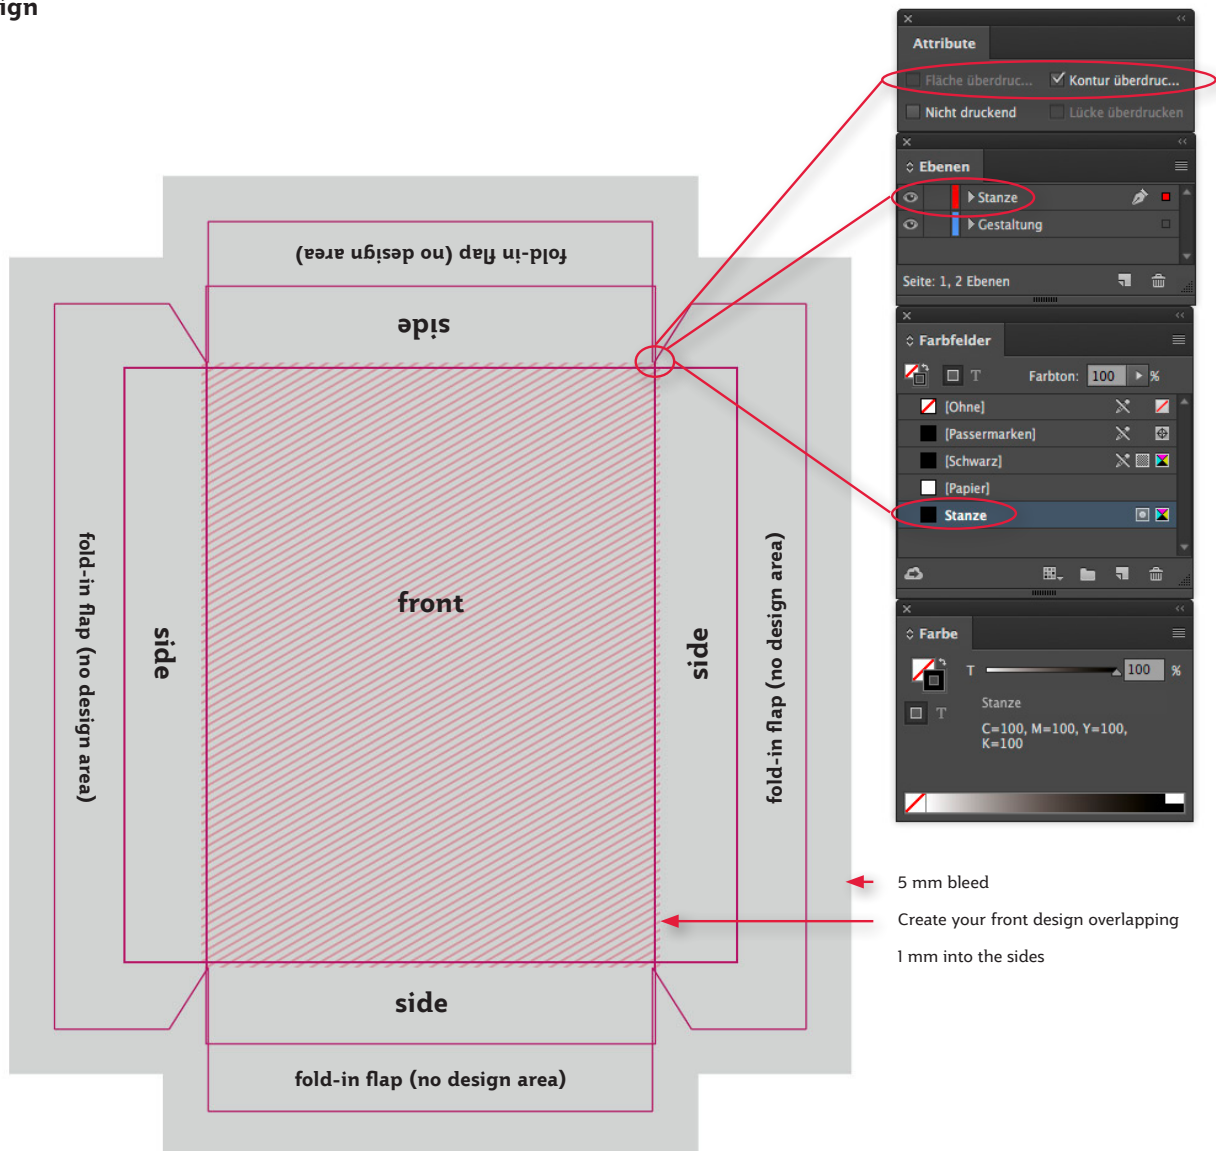 ign
Attribute
Fläche überdruc...
Kontur überdruc...
Nicht druckend
Lücke überdrucken
Ebenen
Stanze
Gestaltung
Seite: 1, 2 Ebenen
Farbfelder
T
Farbton: 100 %
[Ohne]
[Passermarken]
[Schwarz]
[Papier]
Stanze
Farbe
T 100 %
Stanze
T
C=100, M=100, Y=100,
K=100
fold-in flap (no design area)
side
fold-in flap (no design area)
side
front
side
fold-in flap (no design area)
side
fold-in flap (no design area)
5 mm bleed
Create your front design overlapping
1 mm into the sides